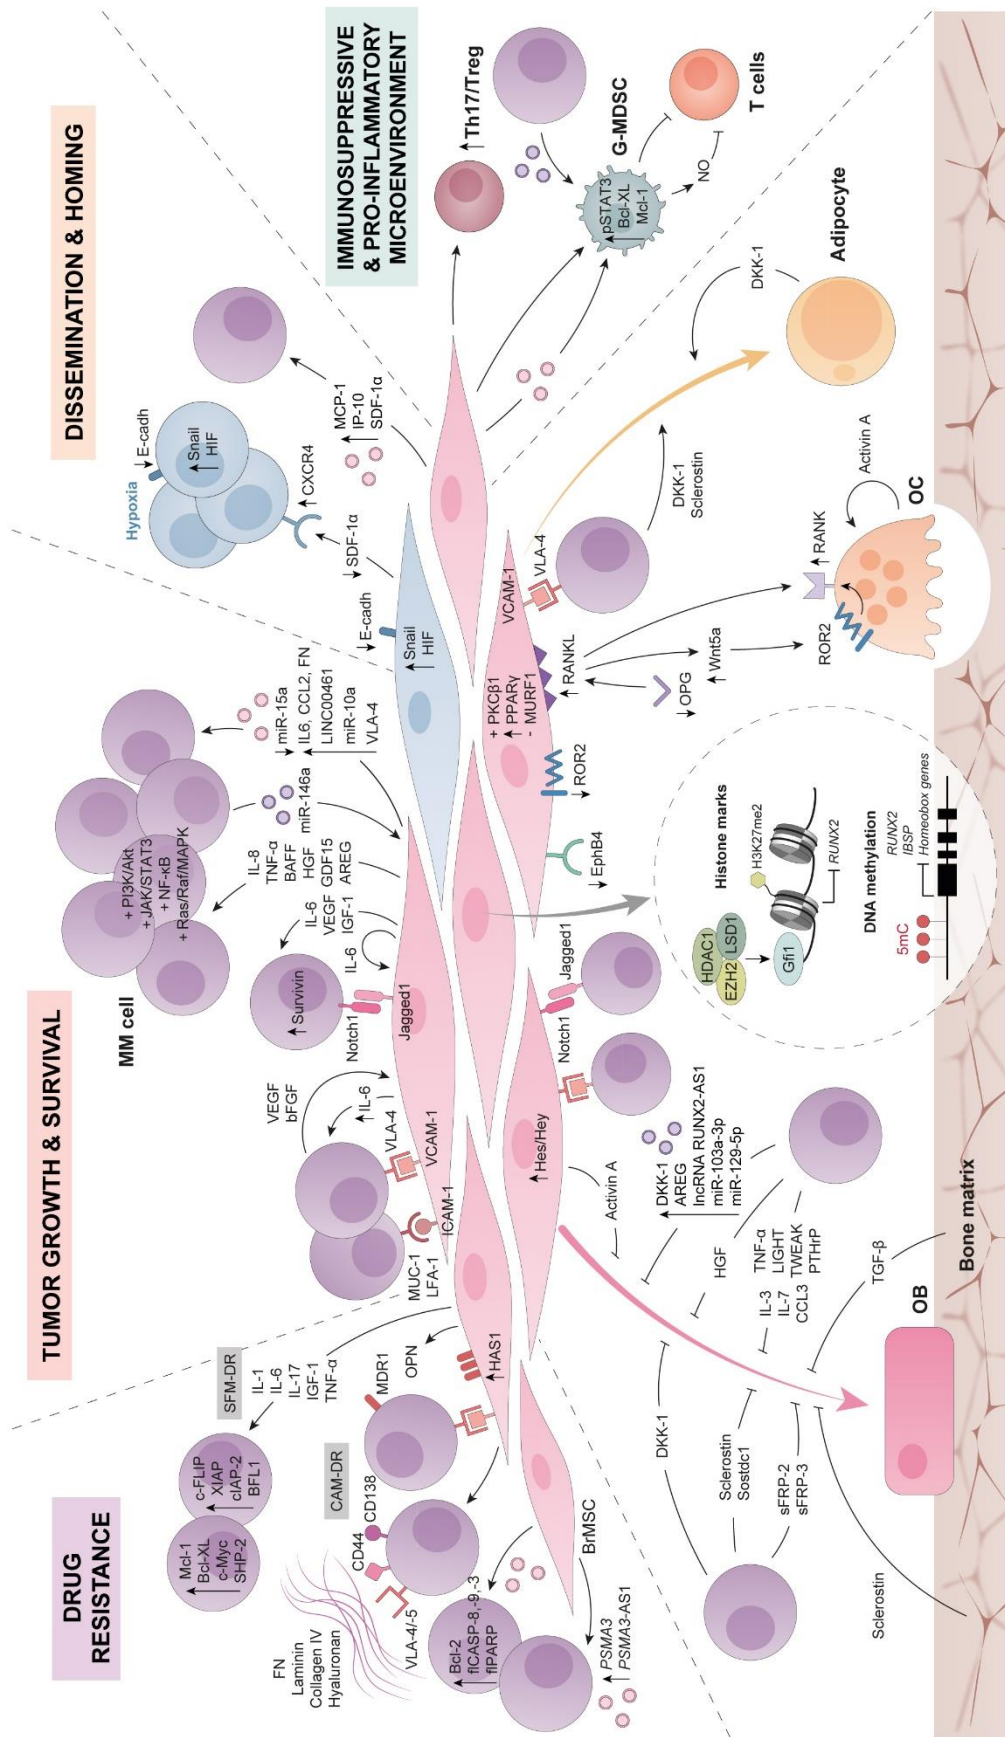 DRUG
RESISTANCE
TUMOR GROWTH & SURVIVAL
DISSEMINATION & HOMING
IMMUNOSUPPRESSIVE
& PRO-INFLAMMATORY
MICROENVIRONMENT
SFM-DR
Mcl-1
Bcl-XL
c-Myc
SHP-2
c-FLIP
XIAP
cIAP-2
BFL1
IL-1
IL-6
IL-17
IGF-1
TNF-α
FN
Laminin
Collagen IV
Hyaluronan
CAM-DR
CD44
CD138
VLA-4/-5
MDR1
OPN
HAS1
Bcl-2
flCASP-8,-9,-3
flPARP
BrMSC
PSMA3
PSMA3-AS1
MUC-1
LFA-1
ICAM-1
VLA-4
VCAM-1
IL-6
VEGF
bFGF
MM cell
+ PI3K/Akt
+ JAK/STAT3
+ NF-κB
+ Ras/Raf/MAPK
Survivin
Notch1
Jagged1
IL-6
IL-6
VEGF
IGF-1
IL-8
TNF-α
BAFF
HGF
GDF15
AREG
miR-146a
miR-15a
IL6, CCL2, FN
LINC00461
miR-10a
VLA-4
Hypoxia
E-cadh
Snail
HIF
CXCR4
SDF-1α
E-cadh
Snail
HIF
MCP-1
IP-10
SDF-1α
Th17/Treg
G-MDSC
pSTAT3
Bcl-XL
Mcl-1
NO
T cells
Hes/Hey
Notch1
Jagged1
Activin A
DKK-1
AREG
lncRNA RUNX2-AS1
miR-103a-3p
miR-129-5p
HGF
IL-3
IL-7
CCL3
TNF-α
LIGHT
TWEAK
PTHrP
TGF-β
DKK-1
Sclerostin
Sostdc1
sFRP-2
sFRP-3
Sclerostin
OB
Bone matrix
EphB4
ROR2
+ PKCβ1
PPARγ
- MURF1
RANKL
VCAM-1
VLA-4
OPG
Wnt5a
DKK-1
Sclerostin
DKK-1
Adipocyte
ROR2
RANK
Activin A
OC
Histone marks
HDAC1
LSD1
EZH2
Gfi1
H3K27me2
RUNX2
DNA methylation
5mC
RUNX2
IBSP
Homeobox genes